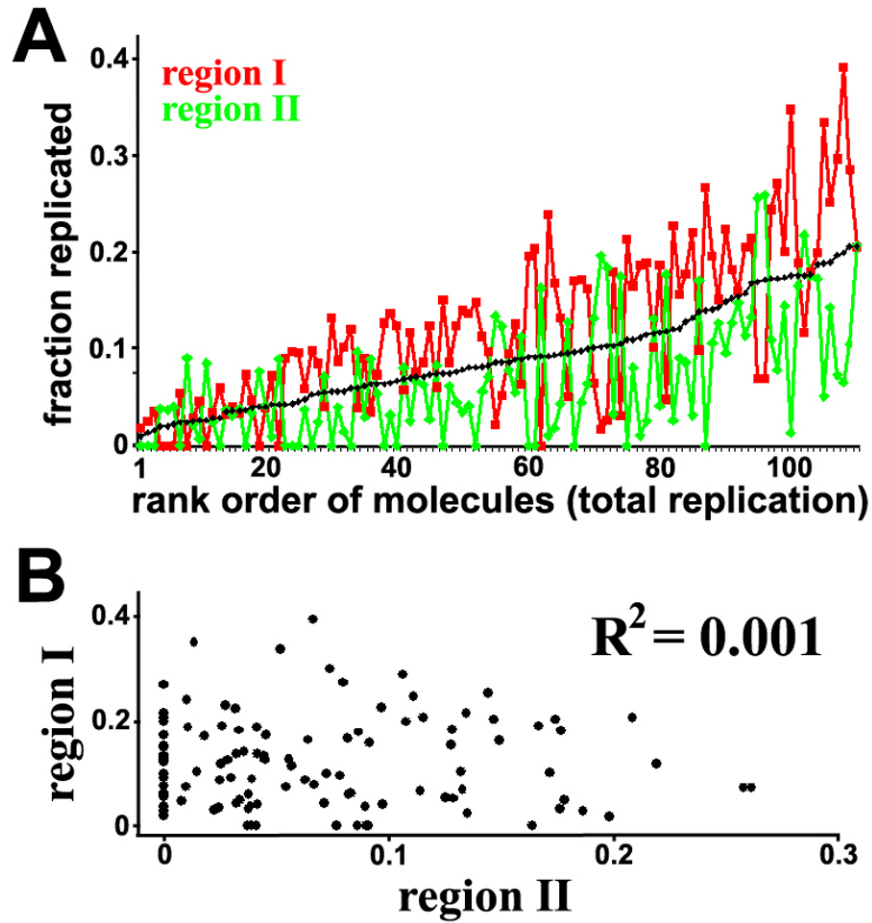 A
fraction replicated
0.4
0.3
0.2
0.1
0
region I
region II
1 20 40 60 80 100
rank order of molecules (total replication)
B
region I
0.4
0.2
0
R² = 0.001
0 0.1 0.2 0.3
region II